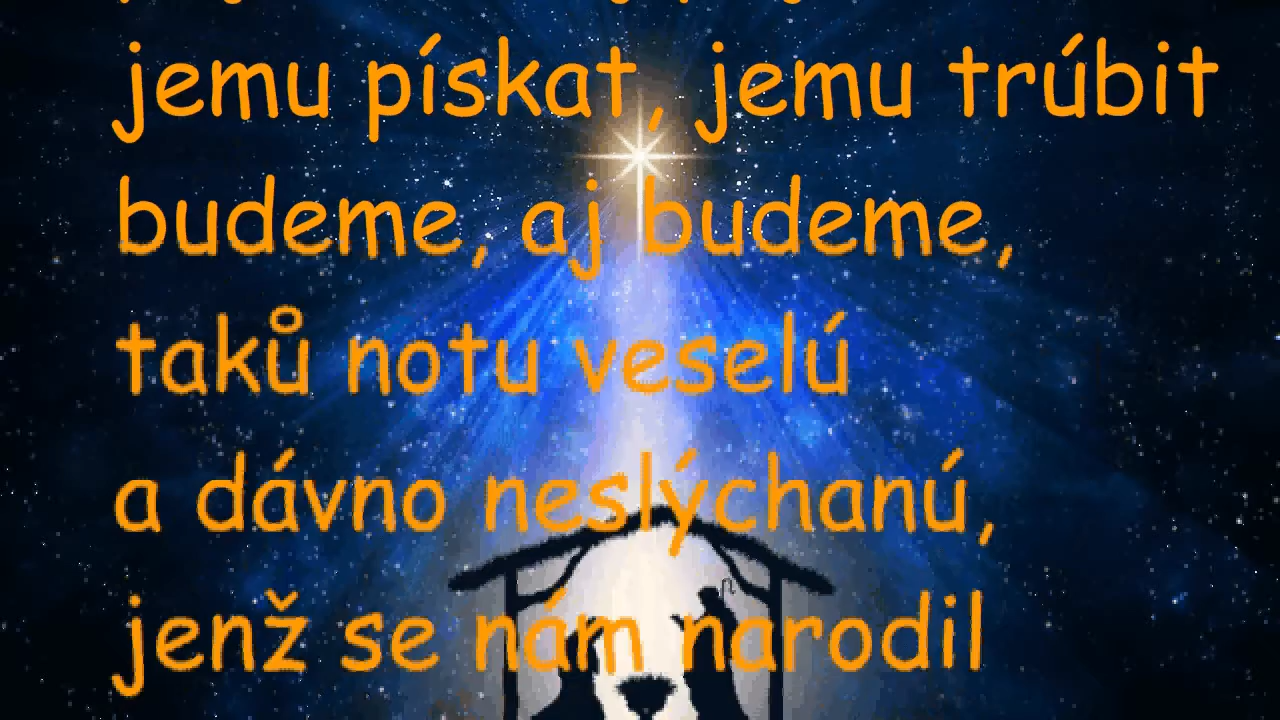 jemu pískat, jemu trúbit
budeme, aj budeme,
taků notu veselú
a dávno neslýchanú,
jenž se nám narodil